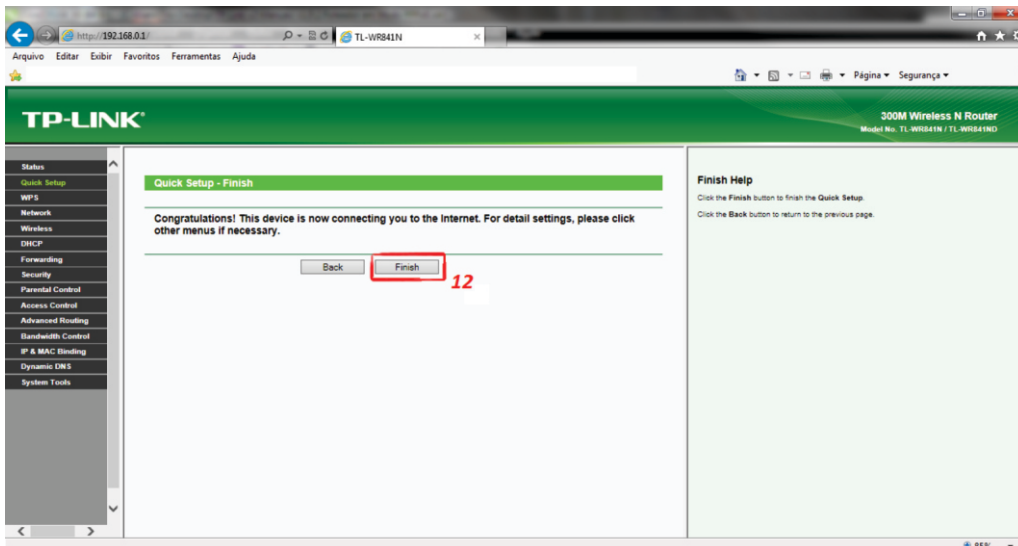 http://192.168.0.1/
TL-WR841N
Arquivo Editar Exibir Favoritos Ferramentas Ajuda
Página Segurança
TP-LINK
300M Wireless N Router
Model No. TL-WR841N / TL-WR841ND
Status
Quick Setup
WPS
Network
Wireless
DHCP
Forwarding
Security
Parental Control
Access Control
Advanced Routing
Bandwidth Control
IP & MAC Binding
Dynamic DNS
System Tools
Quick Setup - Finish
Congratulations! This device is now connecting you to the Internet. For detail settings, please click
other menus if necessary.
Back Finish
12
Finish Help
Click the Finish button to finish the Quick Setup.
Click the Back button to return to the previous page.